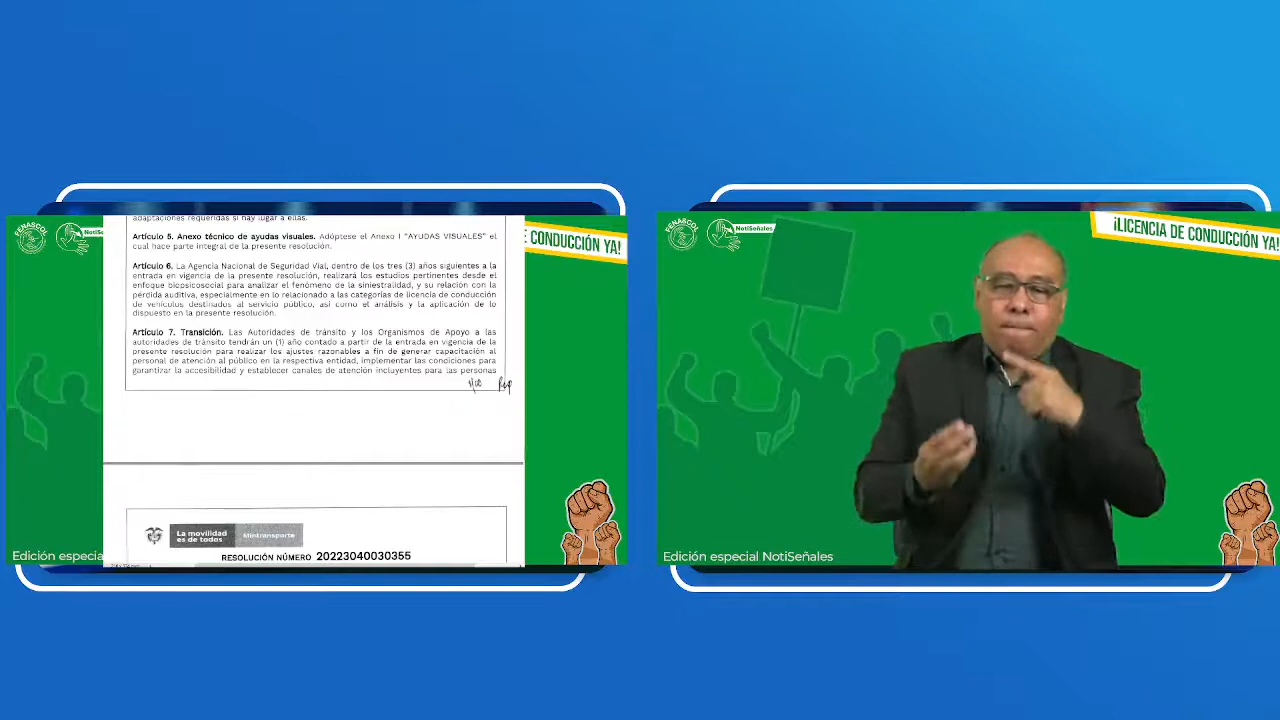 FENASCOL
NotiSeñales
E CONDUCCIÓN YA!
adaptaciones requeridas si hay lugar a ellas.
Artículo 5. Anexo técnico de ayudas visuales. Adóptese el Anexo I "AYUDAS VISUALES" el
cual hace parte integral de la presente resolución.
Artículo 6. La Agencia Nacional de Seguridad Vial, dentro de los tres (3) años siguientes a la
entrada en vigencia de la presente resolución, realizará los estudios pertinentes desde el
enfoque biopsicosocial para analizar el fenómeno de la siniestralidad, y su relación con la
pérdida auditiva, especialmente en lo relacionado a las categorías de licencia de conducción
de vehículos destinados al servicio público, así como el análisis y la aplicación de lo
dispuesto en la presente resolución.
Artículo 7. Transición. Las Autoridades de tránsito y los Organismos de Apoyo a las
autoridades de tránsito tendrán un (1) año contado a partir de la entrada en vigencia de la
presente resolución para realizar los ajustes razonables a fin de generar capacitación al
personal de atención al público en la respectiva entidad, implementar las condiciones para
garantizar la accesibilidad y establecer canales de atención incluyentes para las personas
La movilidad
es de todos
Mintransporte
RESOLUCIÓN NÚMERO 20223040030355
Edición especia
FENASCOL
NotiSeñales
¡LICENCIA DE CONDUCCIÓN YA!
Edición especial NotiSeñales